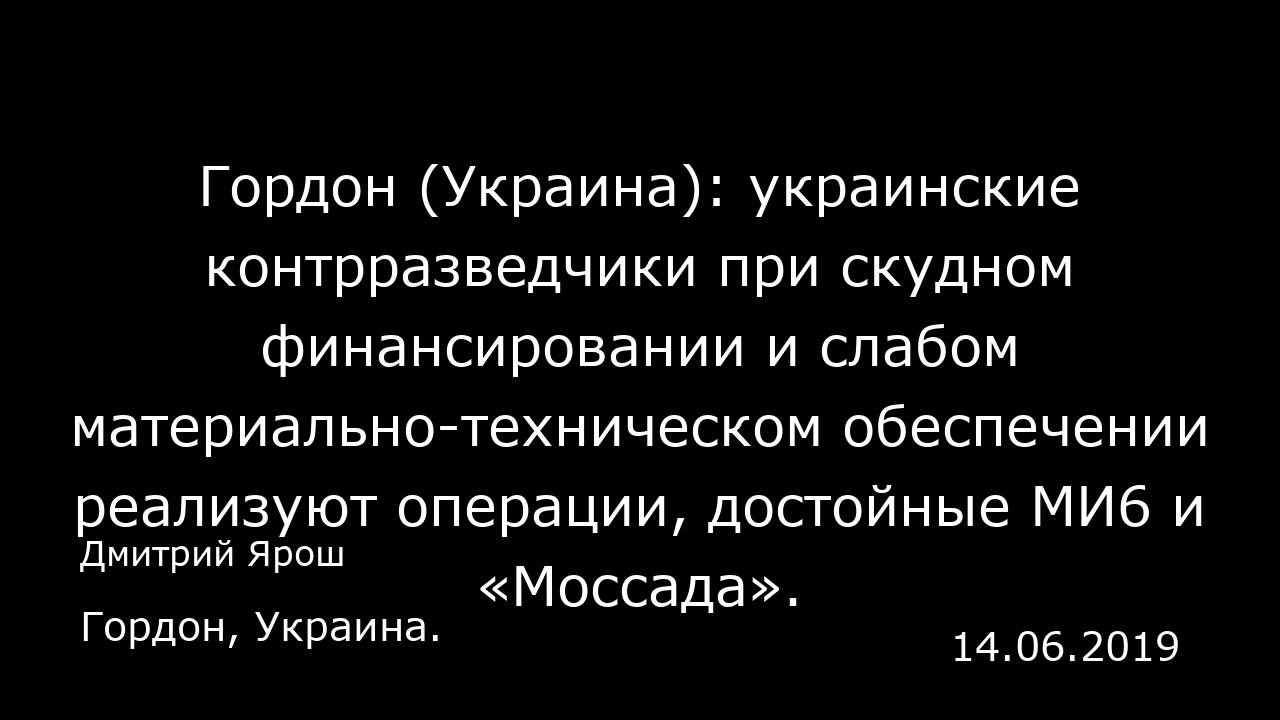 Гордон (Украина): украинские
контрразведчики при скудном
финансировании и слабом
материально-техническом обеспечении
реализуют операции, достойные МИ6 и
«Моссада».
Дмитрий Ярош
Гордон, Украина.
14.06.2019